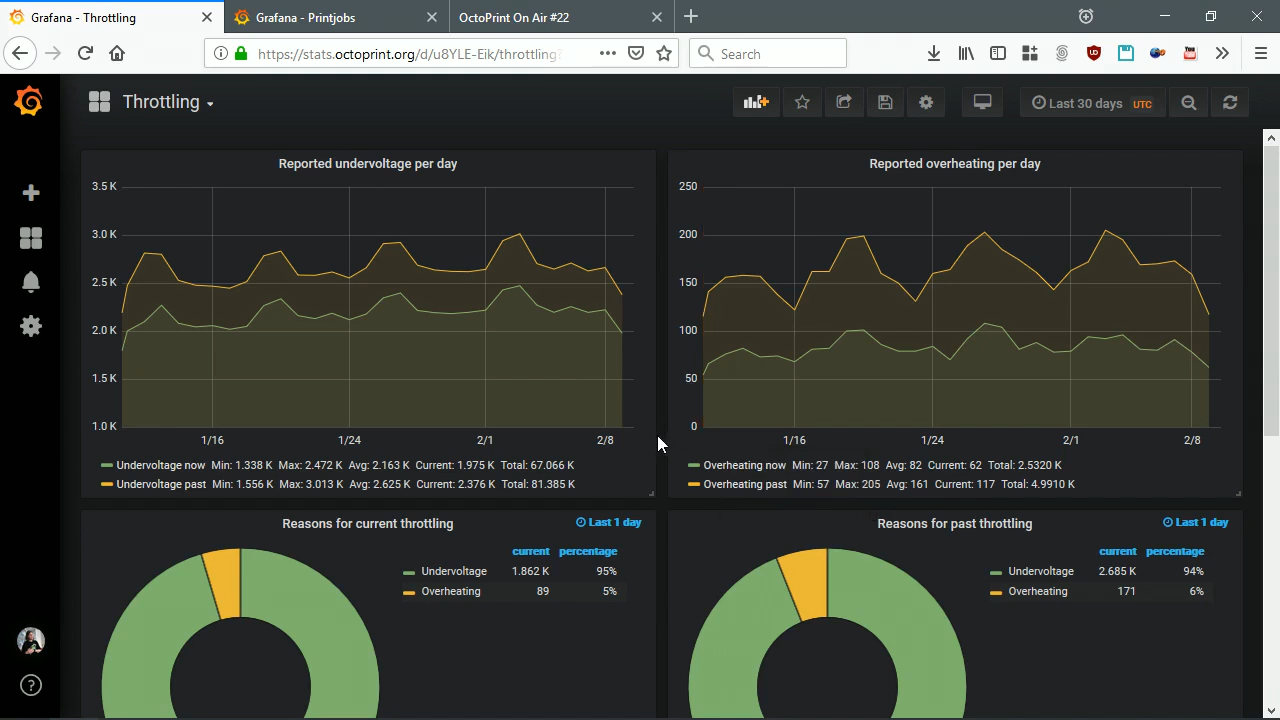 Grafana - Throttling
Grafana - Printjobs
OctoPrint On Air #22
https://stats.octoprint.org/d/u8YLE-Eik/throttling?
Search
Throttling
Last 30 days UTC
Reported undervoltage per day
3.5 K
3.0 K
2.5 K
2.0 K
1.5 K
1.0 K
1/16 1/24 2/1 2/8
Undervoltage now Min: 1.338 K Max: 2.472 K Avg: 2.163 K Current: 1.975 K Total: 67.066 K
Undervoltage past Min: 1.556 K Max: 3.013 K Avg: 2.625 K Current: 2.376 K Total: 81.385 K
Reported overheating per day
250
200
150
100
50
0
1/16 1/24 2/1 2/8
Overheating now Min: 27 Max: 108 Avg: 82 Current: 62 Total: 2.5320 K
Overheating past Min: 57 Max: 205 Avg: 161 Current: 117 Total: 4.9910 K
Reasons for current throttling
Last 1 day
current percentage
Undervoltage 1.862 K 95%
Overheating 89 5%
Reasons for past throttling
Last 1 day
current percentage
Undervoltage 2.685 K 94%
Overheating 171 6%